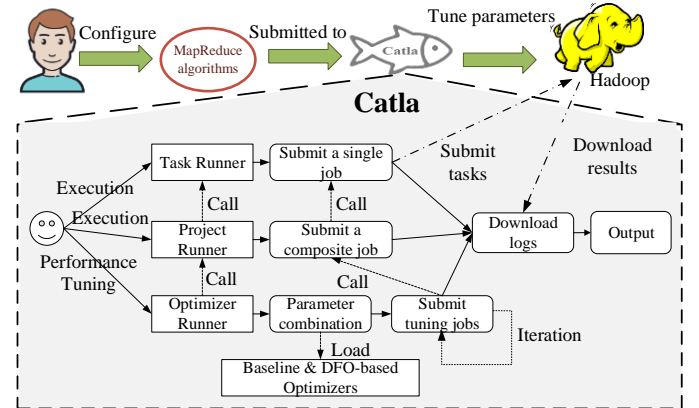 Configure
MapReduce
algorithms
Submitted to
Catla
Tune parameters
Hadoop
Catla
Task Runner
Submit a single
job
Submit
tasks
Download
results
Execution
Call
Call
Execution
Project
Runner
Submit a
composite job
Download
logs
Output
Performance
Tuning
Call
Call
Optimizer
Runner
Parameter
combination
Submit
tuning jobs
Iteration
Load
Baseline & DFO-based
Optimizers